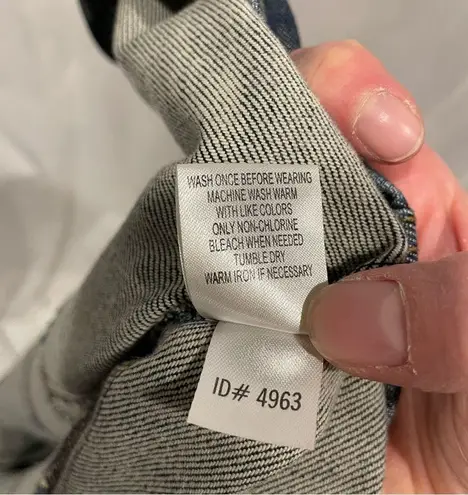 WASH ONCE BEFORE WEARING
MACHINE WASH WARM
WITH LIKE COLORS
ONLY NON-CHLORINE
BLEACH WHEN NEEDED
TUMBLE DRY
WARM IRON IF NECESSARY
ID# 4963